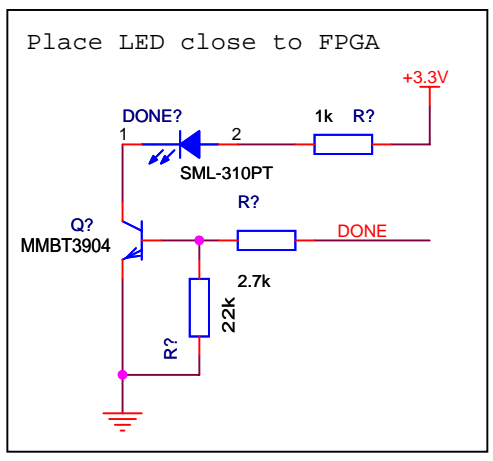 Place LED close to FPGA
+3.3V
DONE?
1k R?
1
2
SML-310PT
R?
Q?
DONE
MMBT3904
2.7k
22k
R?